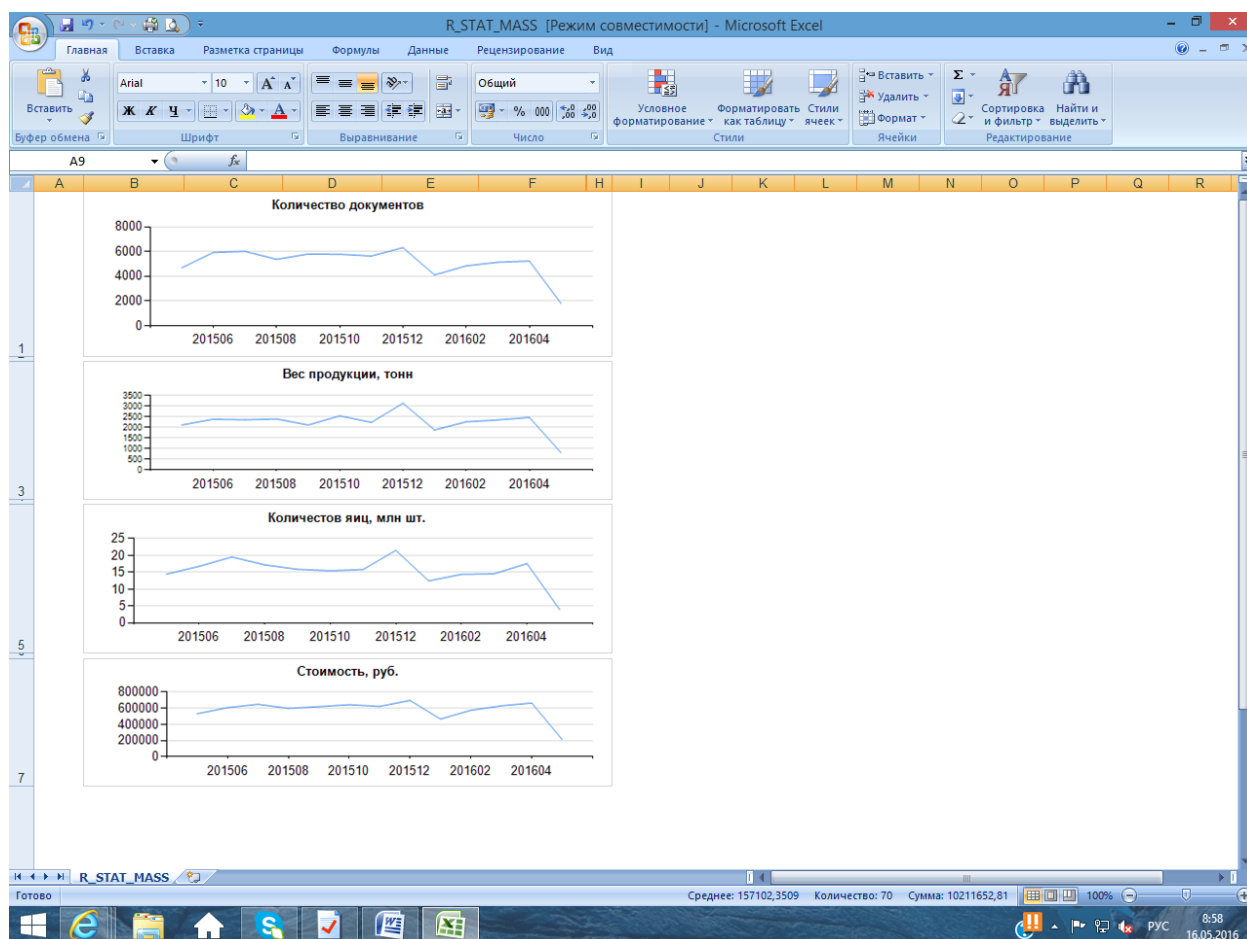 R_STAT_MASS [Режим совместимости] - Microsoft Excel
Главная Вставка Разметка страницы Формулы Данные Рецензирование Вид
Вставить
Буфер обмена
Arial 10 A A
Ж К Ч А
Шрифт
Выравнивание
Общий
% 000 ,00 ,0 ,00 ,0
Число
Условное форматирование
Форматировать как таблицу
Стили ячеек
Стили
Вставить
Удалить
Формат
Ячейки
Σ
Сортировка и фильтр
Найти и выделить
Редактирование
A9 fx
A B C D E F H I J K L M N O P Q R
1
Количество документов
8000
6000
4000
2000
0
201506 201508 201510 201512 201602 201604
3
Вес продукции, тонн
3500
3000
2500
2000
1500
1000
500
0
201506 201508 201510 201512 201602 201604
5
Количестов яиц, млн шт.
25
20
15
10
5
0
201506 201508 201510 201512 201602 201604
7
Стоимость, руб.
800000
600000
400000
200000
0
201506 201508 201510 201512 201602 201604
R_STAT_MASS
Готово Среднее: 157102,3509 Количество: 70 Сумма: 10211652,81 100%
РУС 8:58
16.05.2016